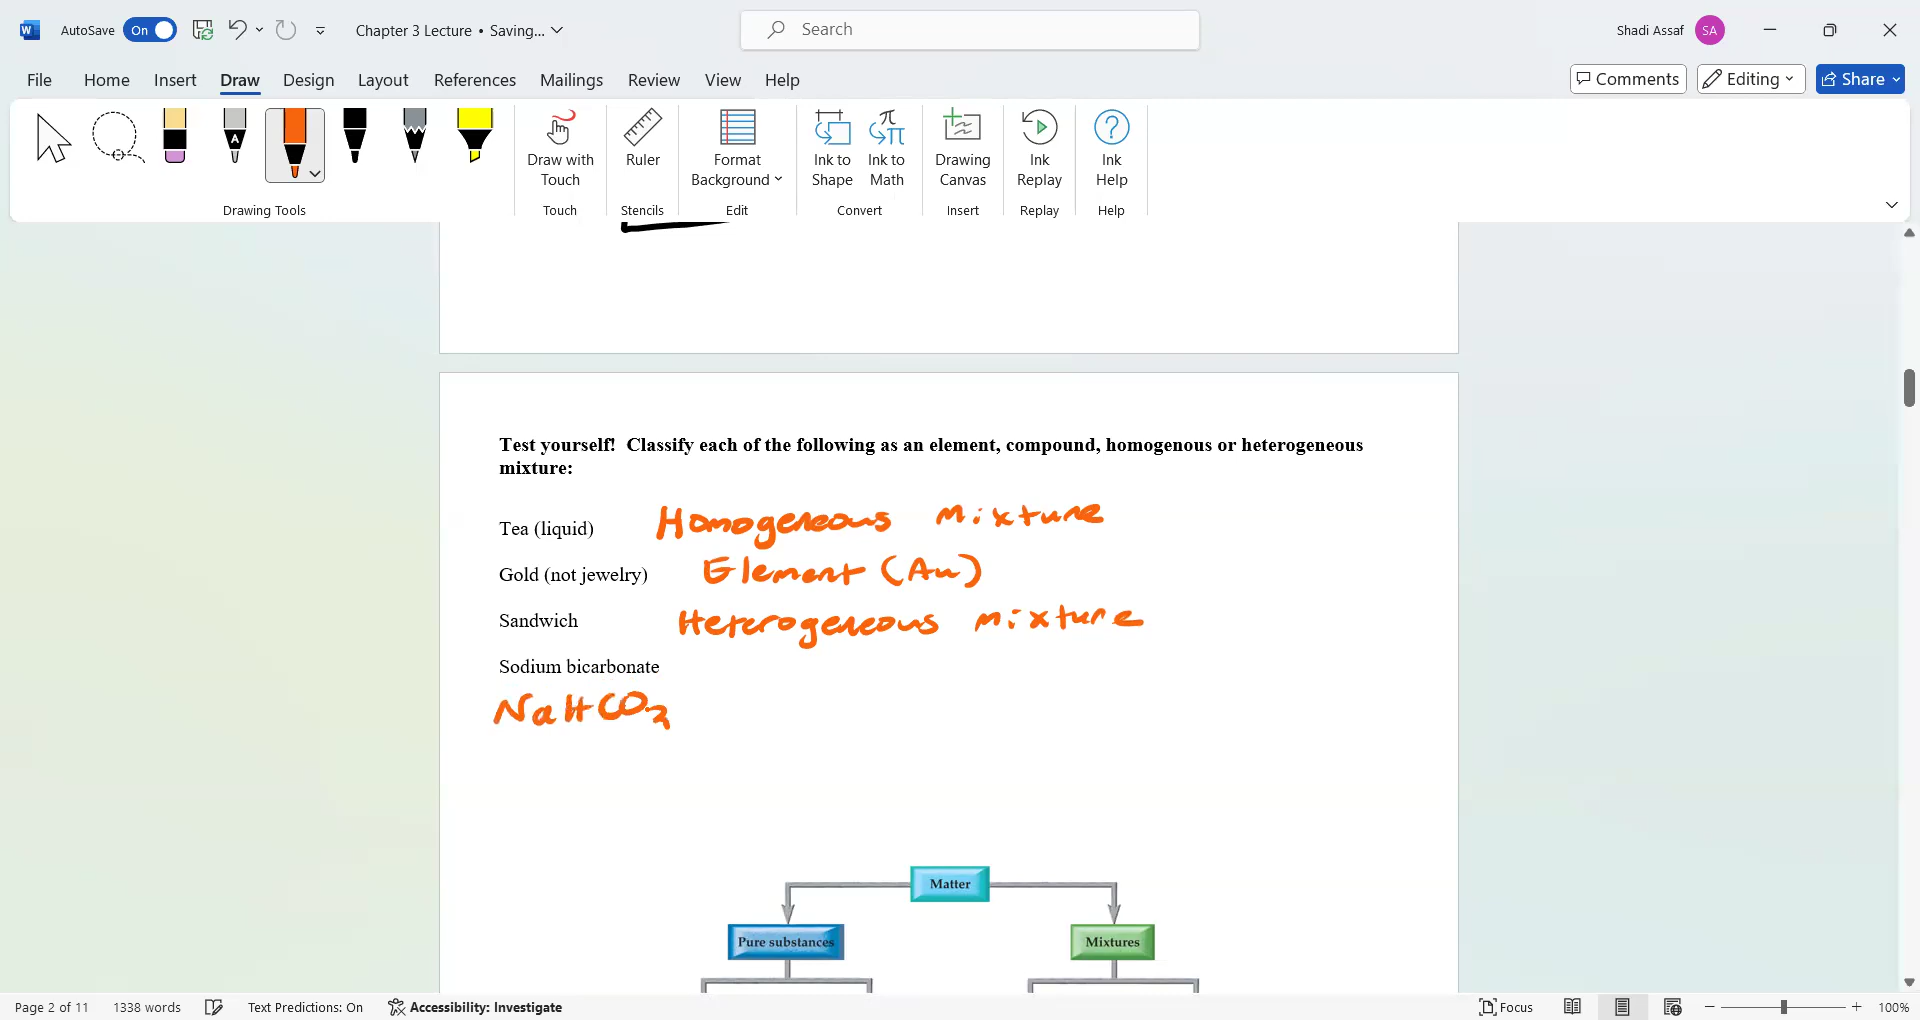 W AutoSave On Chapter 3 Lecture • Saving... Search Shadi Assaf SA
File Home Insert Draw Design Layout References Mailings Review View Help Comments Editing Share
A
Draw with Touch
Ruler
Format Background
Ink to Shape
Ink to Math
Drawing Canvas
Ink Replay
Ink Help
Drawing Tools Touch Stencils Edit Convert Insert Replay Help
Test yourself! Classify each of the following as an element, compound, homogenous or heterogeneous
mixture:
Tea (liquid) Homogeneous mixture
Gold (not jewelry) Element (Au)
Sandwich Heterogeneous mixture
Sodium bicarbonate
NaHCO3
Matter
Pure substances Mixtures
Page 2 of 11 1338 words Text Predictions: On Accessibility: Investigate Focus 100%